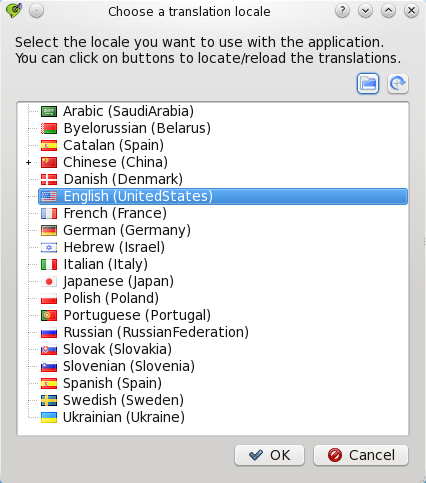 Choose a translation locale
Select the locale you want to use with the application.
You can click on buttons to locate/reload the translations.
Arabic (SaudiArabia)
Byelorussian (Belarus)
Catalan (Spain)
Chinese (China)
Danish (Denmark)
English (UnitedStates)
French (France)
German (Germany)
Hebrew (Israel)
Italian (Italy)
Japanese (Japan)
Polish (Poland)
Portuguese (Portugal)
Russian (RussianFederation)
Slovak (Slovakia)
Slovenian (Slovenia)
Spanish (Spain)
Swedish (Sweden)
Ukrainian (Ukraine)
OK Cancel